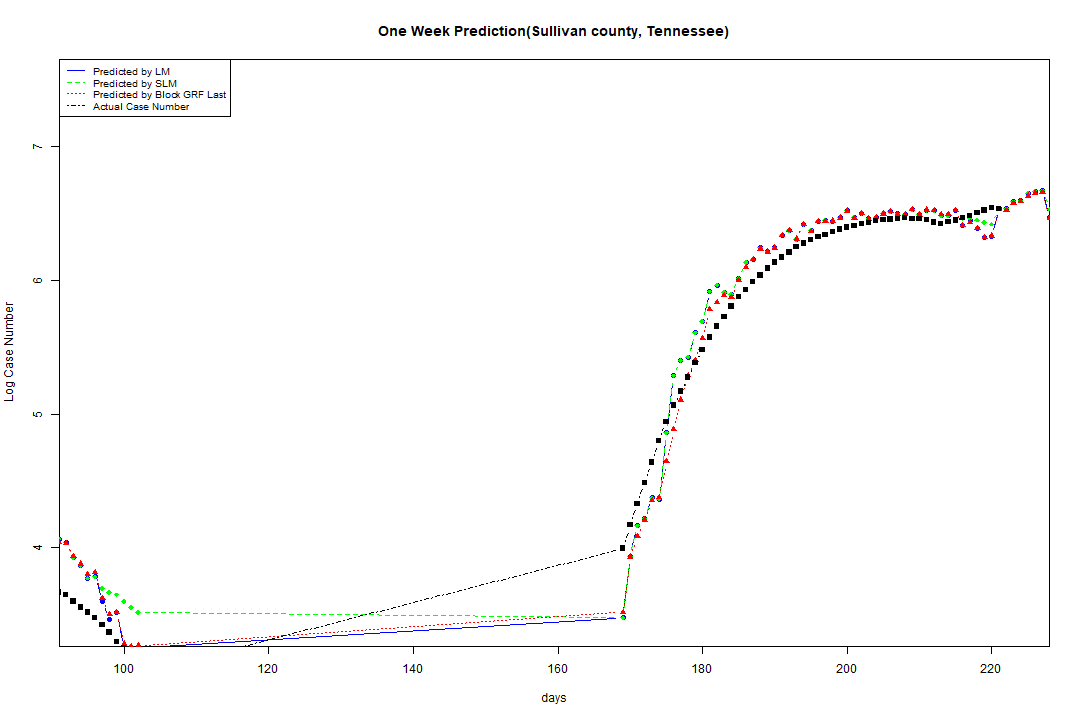 One Week Prediction(Sullivan county, Tennessee)
Predicted by LM
Predicted by SLM
Predicted by Block GRF Last
Actual Case Number
7
6
5
4
Log Case Number
100 120 140 160 180 200 220
days